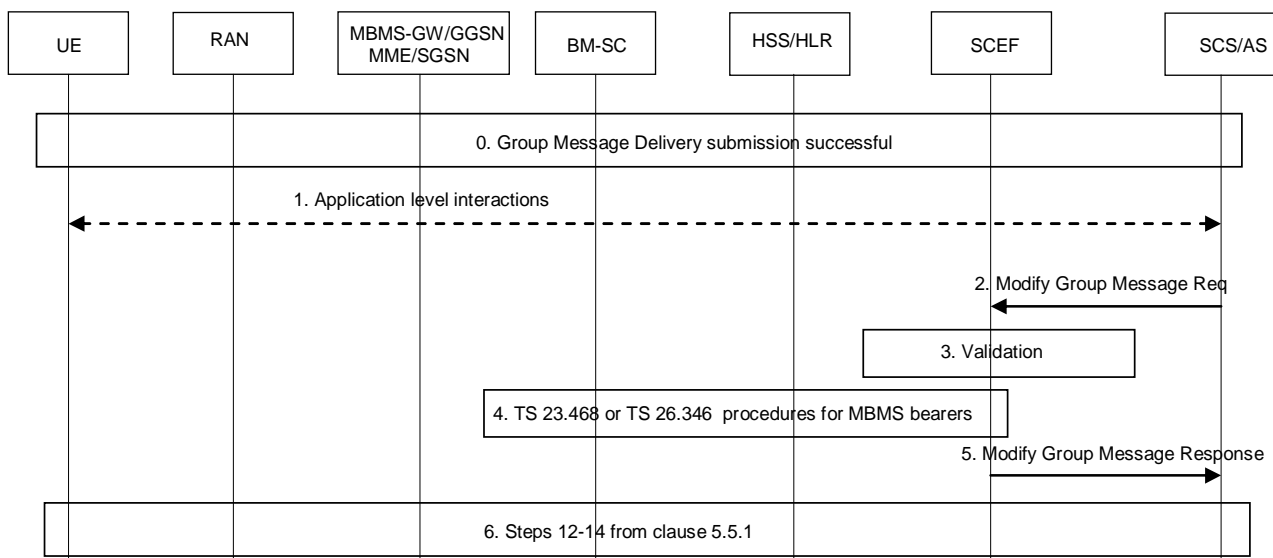 UE
RAN
MBMS-GW/GGSN
MME/SGSN
BM-SC
HSS/HLR
SCEF
SCS/AS
0. Group Message Delivery submission successful
1. Application level interactions
2. Modify Group Message Req
3. Validation
4. TS 23.468 or TS 26.346 procedures for MBMS bearers
5. Modify Group Message Response
6. Steps 12-14 from clause 5.5.1